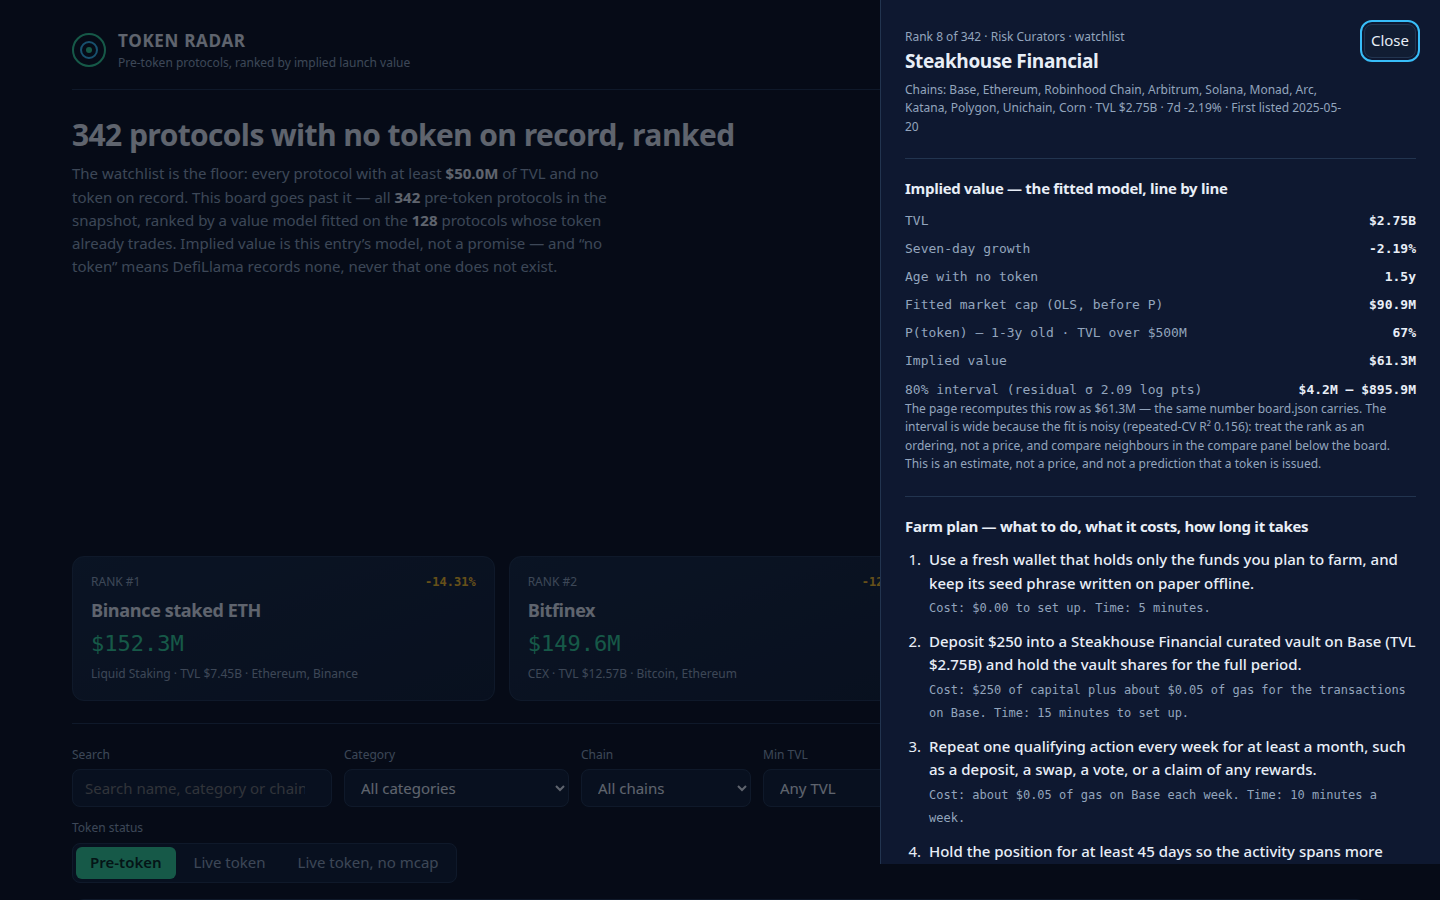 TOKEN RADAR
Pre-token protocols, ranked by implied launch value
342 protocols with no token on record, ranked
The watchlist is the floor: every protocol with at least $50.0M of TVL and no
token on record. This board goes past it — all 342 pre-token protocols in the
snapshot, ranked by a value model fitted on the 128 protocols whose token
already trades. Implied value is this entry's model, not a promise — and “no
token” means DefiLlama records none, never that one does not exist.
RANK #1
-14.31%
Binance staked ETH
$152.3M
Liquid Staking · TVL $7.45B · Ethereum, Binance
RANK #2
-12
Bitfinex
$149.6M
CEX · TVL $12.57B · Bitcoin, Ethereum
Search
Category
Chain
Min TVL
Search name, category or chain
All categories
All chains
Any TVL
Token status
Pre-token
Live token
Live token, no mcap
Rank 8 of 342 · Risk Curators · watchlist
Close
Steakhouse Financial
Chains: Base, Ethereum, Robinhood Chain, Arbitrum, Solana, Monad, Arc,
Katana, Polygon, Unichain, Corn · TVL $2.75B · 7d -2.19% · First listed 2025-05-
20
Implied value — the fitted model, line by line
TVL $2.75B
Seven-day growth -2.19%
Age with no token 1.5y
Fitted market cap (OLS, before P) $90.9M
P(token) — 1-3y old · TVL over $500M 67%
Implied value $61.3M
80% interval (residual σ 2.09 log pts) $4.2M — $895.9M
The page recomputes this row as $61.3M — the same number board.json carries. The
interval is wide because the fit is noisy (repeated-CV R² 0.156): treat the rank as an
ordering, not a price, and compare neighbours in the compare panel below the board.
This is an estimate, not a price, and not a prediction that a token is issued.
Farm plan — what to do, what it costs, how long it takes
1. Use a fresh wallet that holds only the funds you plan to farm, and
keep its seed phrase written on paper offline.
Cost: $0.00 to set up. Time: 5 minutes.
2. Deposit $250 into a Steakhouse Financial curated vault on Base (TVL
$2.75B) and hold the vault shares for the full period.
Cost: $250 of capital plus about $0.05 of gas for the transactions
on Base. Time: 15 minutes to set up.
3. Repeat one qualifying action every week for at least a month, such
as a deposit, a swap, a vote, or a claim of any rewards.
Cost: about $0.05 of gas on Base each week. Time: 10 minutes a
week.
4. Hold the position for at least 45 days so the activity spans more